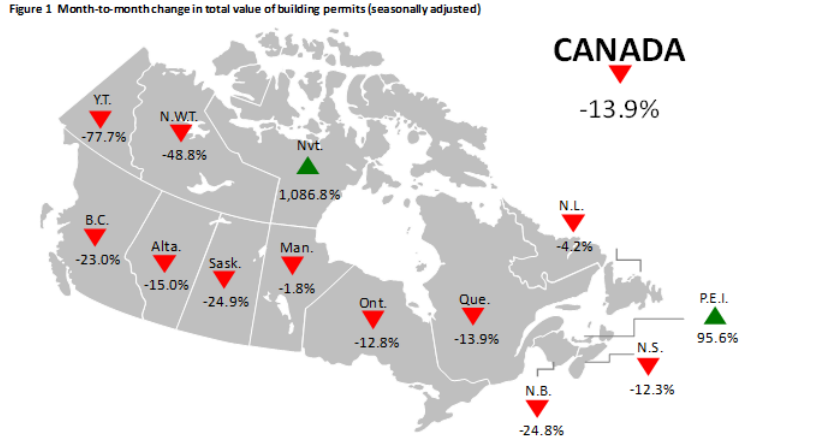 Figure 1 Month-to-month change in total value of building permits (seasonally adjusted)
CANADA
-13.9%
Y.T.
-77.7%
N.W.T.
-48.8%
Nvt.
1,086.8%
B.C.
-23.0%
Alta.
-15.0%
Sask.
-24.9%
Man.
-1.8%
Ont.
-12.8%
Que.
-13.9%
N.L.
-4.2%
P.E.I.
95.6%
N.S.
-12.3%
N.B.
-24.8%